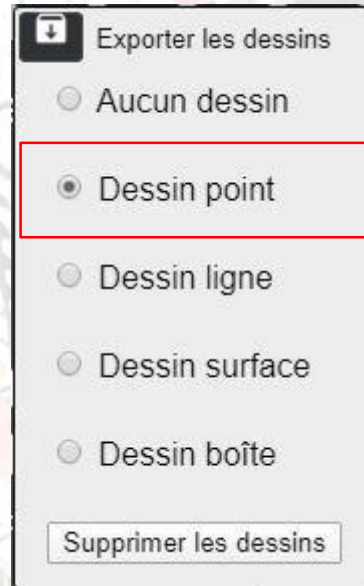 Exporter les dessins
Aucun dessin
Dessin point
Dessin ligne
Dessin surface
Dessin boîte
Supprimer les dessins